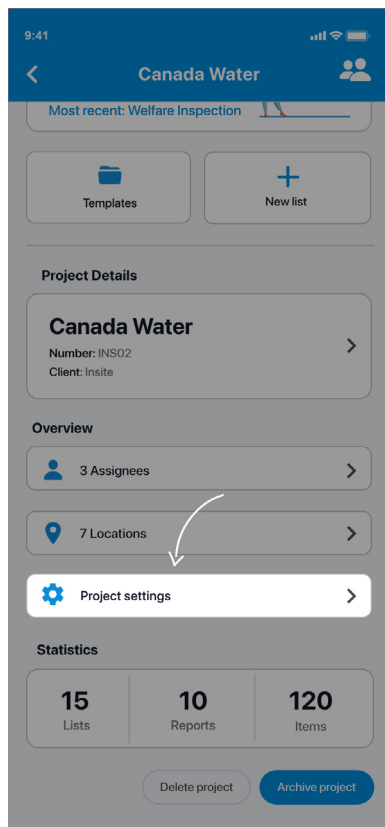 9:41
Canada Water
Most recent: Welfare Inspection
Templates
New list
Project Details
Canada Water
Number: INS02
Client: Insite
Overview
3 Assignees
7 Locations
Project settings
Statistics
15
Lists
10
Reports
120
Items
Delete project
Archive project